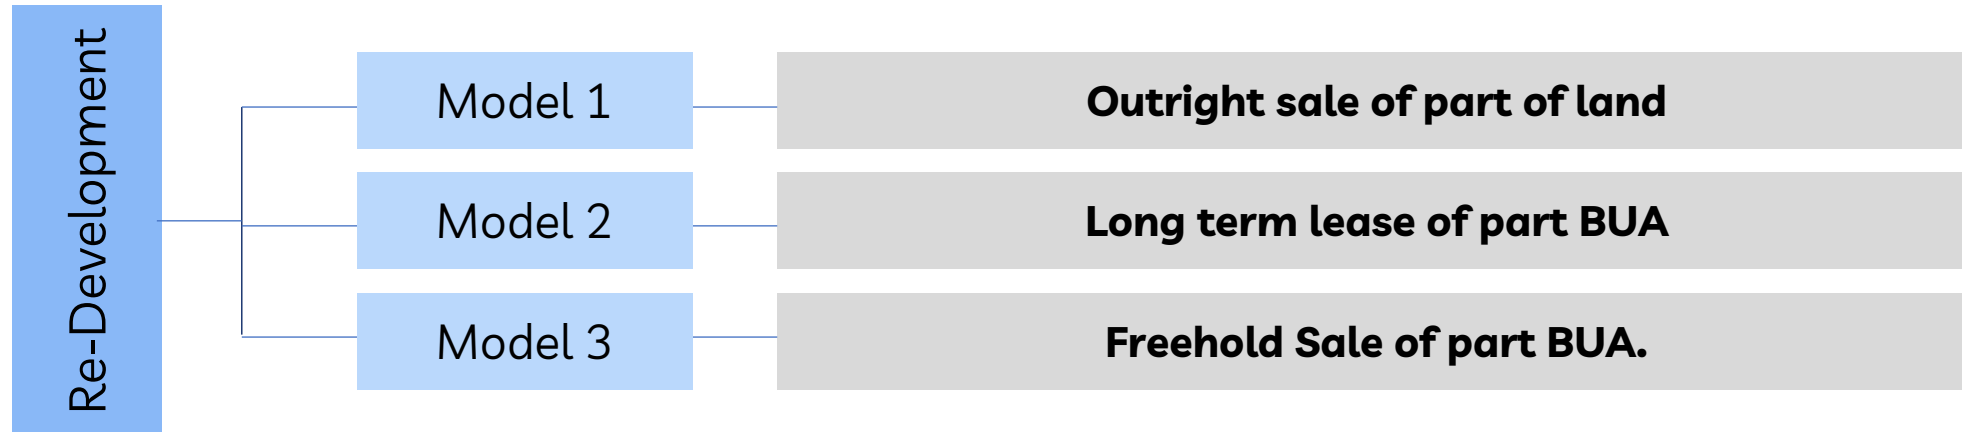 Re-Development
Model 1
Outright sale of part of land
Model 2
Long term lease of part BUA
Model 3
Freehold Sale of part BUA.